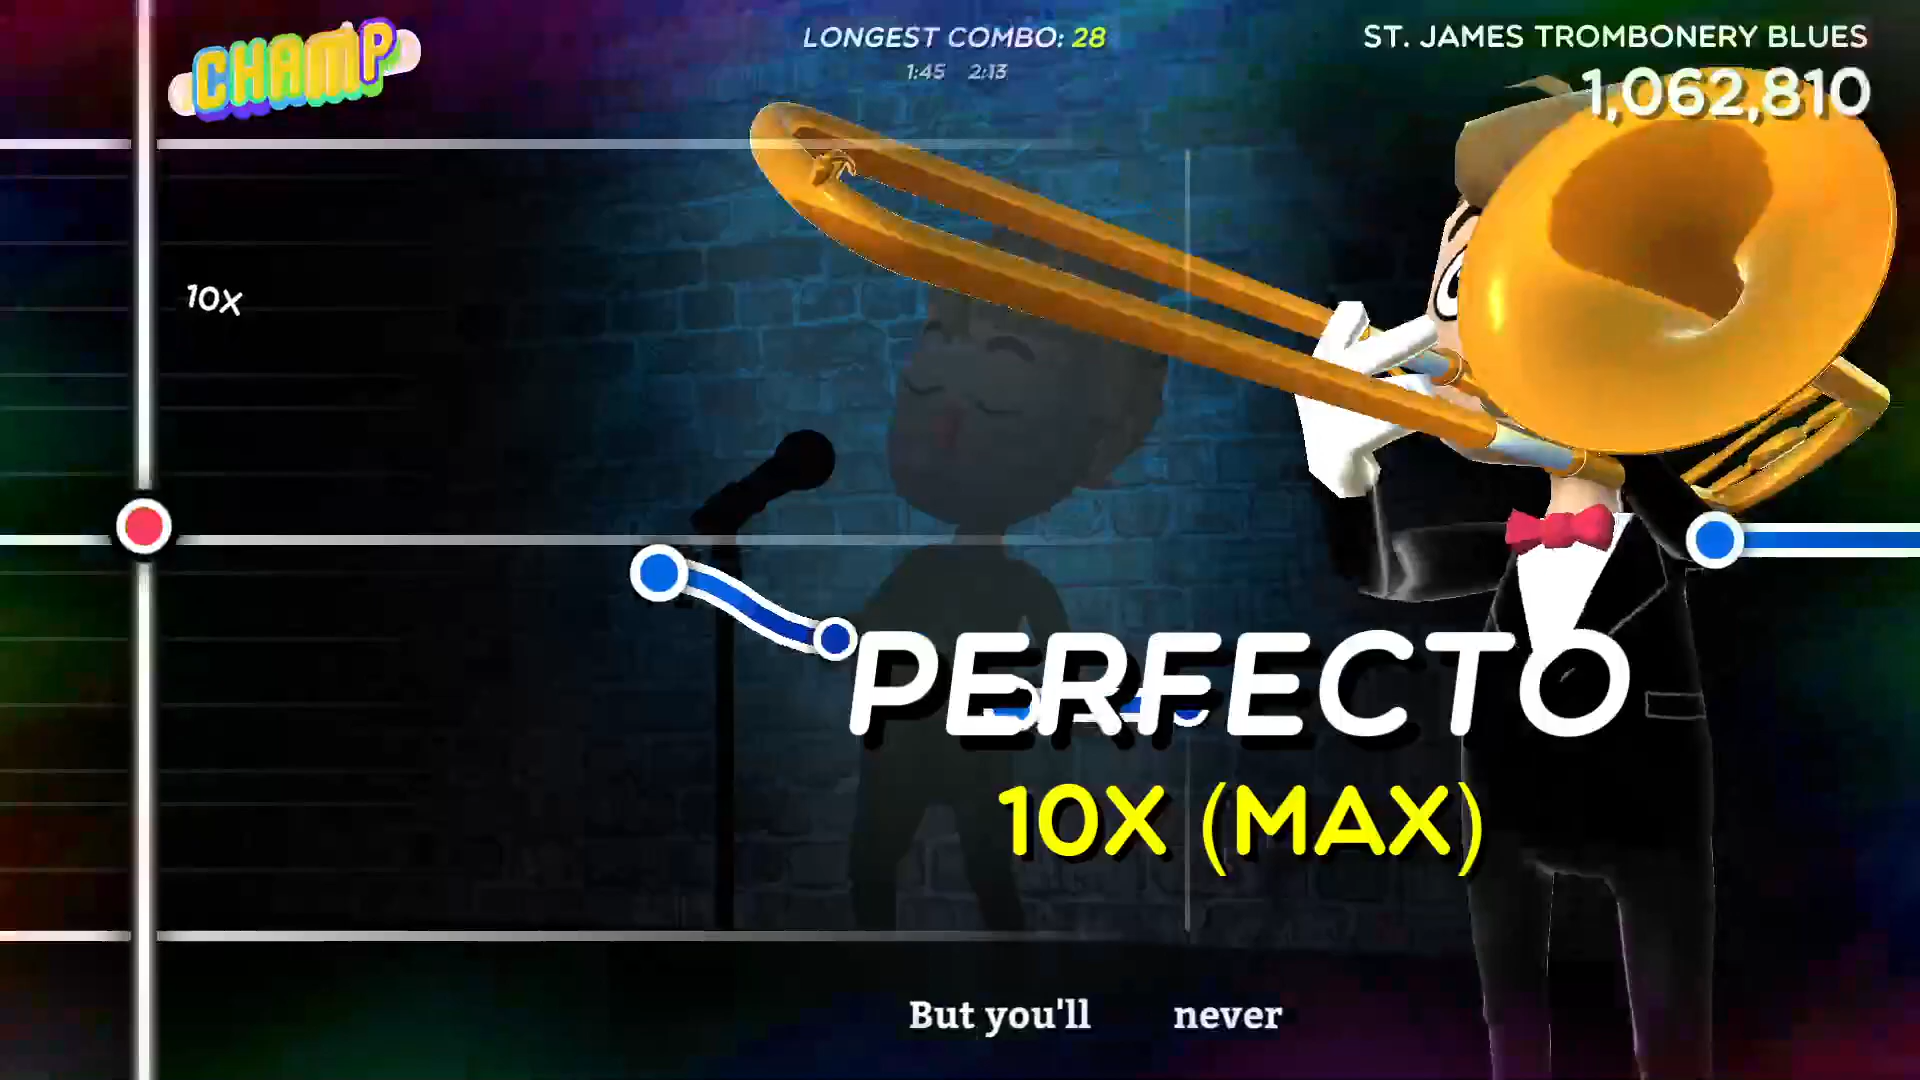 CHAMP
LONGEST COMBO: 28
1:45 2:13
ST. JAMES TROMBONERY BLUES
1,062,810
10X
PERFECTO
10X (MAX)
But you'll never